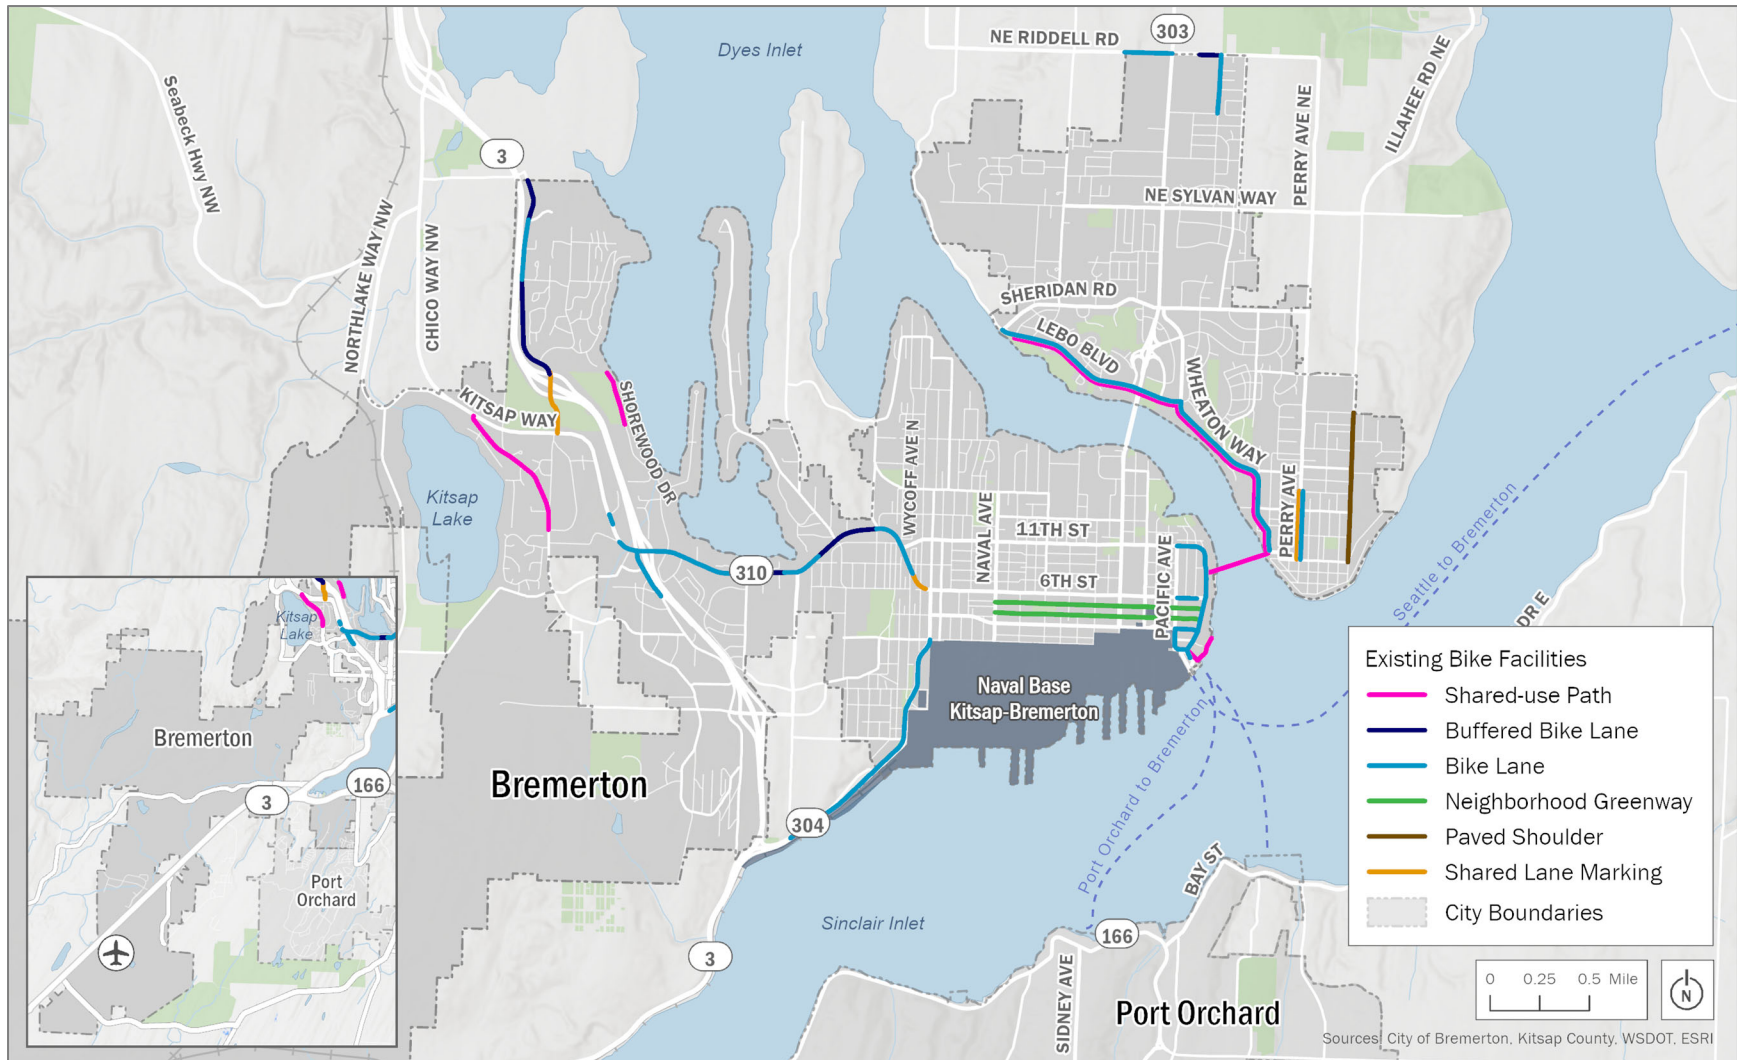 Dyes Inlet
NE RIDDELL RD
303
Seabeck Hwy NW
PERRY AVE NE
ILLAHEE RD NE
3
NE SYLVAN WAY
NORTHLAKE WAY NW
CHICO WAY NW
SHERIDAN RD
LEBO BLVD
WHEATON WAY
KITSAP WAY
SHOREWOOD DR
Kitsap
Lake
WYCOFF AVE N
NAVAL AVE
11TH ST
6TH ST
PACIFIC AVE
PERRY AVE
310
Seattle to Bremerton
DR E
Naval Base
Kitsap-Bremerton
Port Orchard to Bremerton
Bremerton
304
Sinclair Inlet
3
166
BAY ST
SIDNEY AVE
Port Orchard
Kitsap
Lake
Bremerton
166
3
Port
Orchard
Existing Bike Facilities
Shared-use Path
Buffered Bike Lane
Bike Lane
Neighborhood Greenway
Paved Shoulder
Shared Lane Marking
City Boundaries
0 0.25 0.5 Mile
N
Sources: City of Bremerton, Kitsap County, WSDOT, ESRI